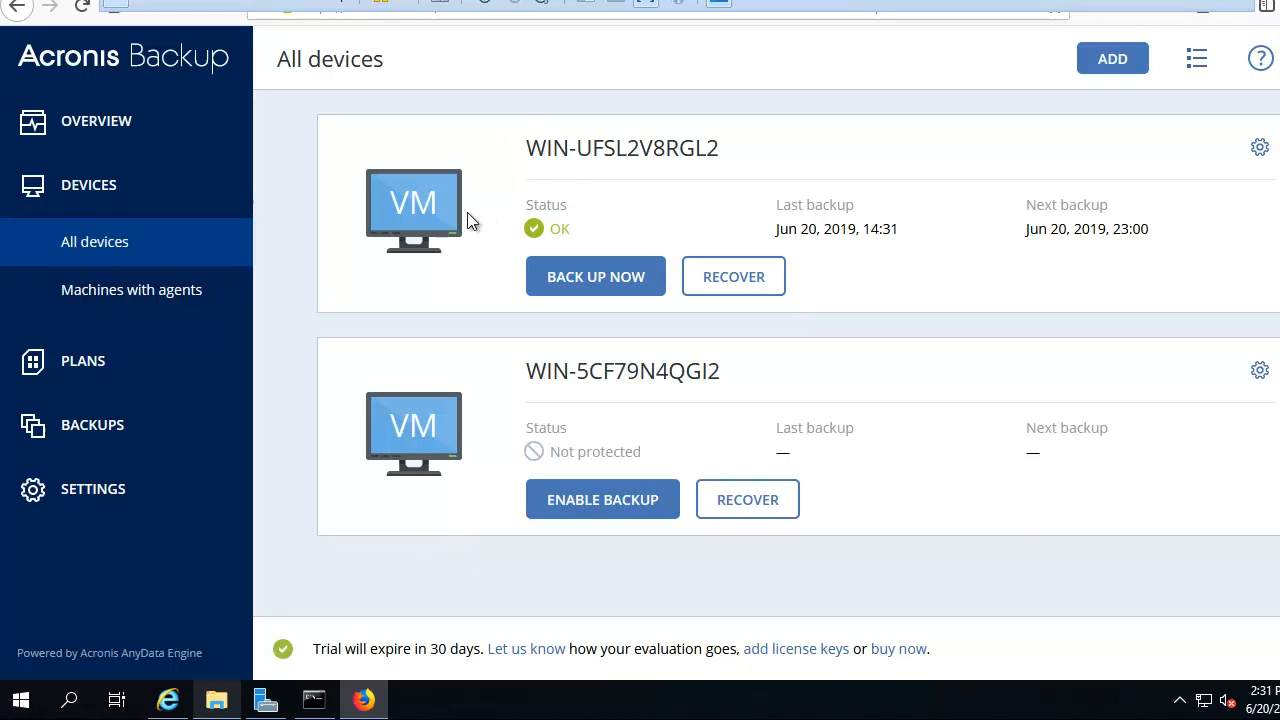 Acronis Backup
All devices
ADD
?
OVERVIEW
DEVICES
All devices
Machines with agents
PLANS
BACKUPS
SETTINGS
Powered by Acronis AnyData Engine
VM
WIN-UFSL2V8RGL2
Status Last backup Next backup
OK Jun 20, 2019, 14:31 Jun 20, 2019, 23:00
BACK UP NOW RECOVER
VM
WIN-5CF79N4QGI2
Status Last backup Next backup
Not protected — —
ENABLE BACKUP RECOVER
Trial will expire in 30 days. Let us know how your evaluation goes, add license keys or buy now.
2:31 P
6/20/2